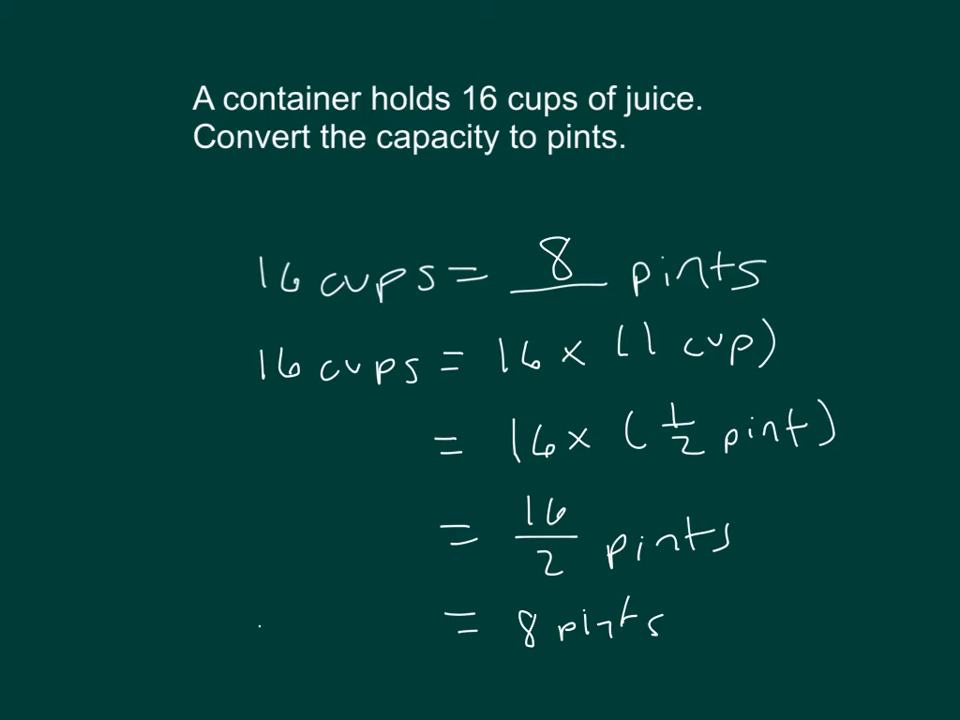 A container holds 16 cups of juice.
Convert the capacity to pints.
16 cups = 8 pints
16 cups = 16 × (1 cup)
= 16 × (1/2 pint)
= 16/2 pints
= 8 pints